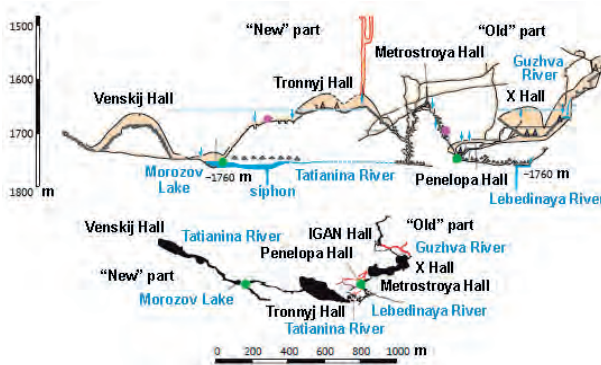 1500
1600
1700
1800 m
"New" part
"Old" part
Metrostroya Hall
Guzhva
River
Tronnyj Hall
X Hall
Venskij Hall
Morozov
Lake
–1760 m
siphon
Tatianina River
Penelopa Hall
–1760 m
Lebedinaya River
Venskij Hall
Tatianina River
IGAN Hall
"Old" part
Penelopa Hall
Guzhva River
"New" part
X Hall
Metrostroya Hall
Morozov Lake
Tronnyj Hall
Lebedinaya River
Tatianina River
0 200 400 600 800 1000 m